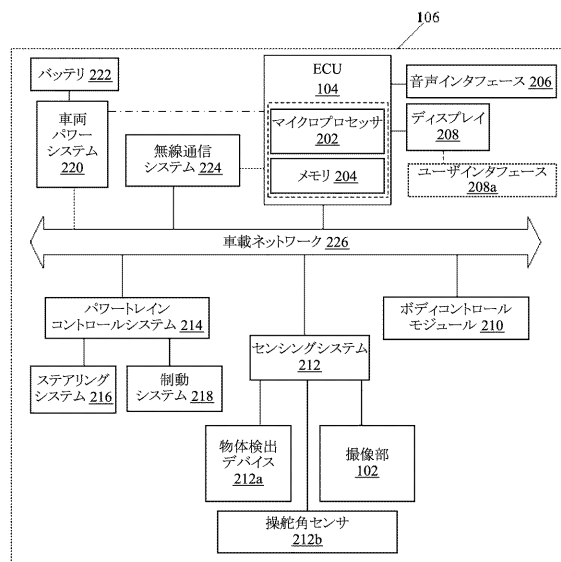 106
バッテリ 222
車両
パワー
システム
220
無線通信
システム 224
ECU
104
マイクロプロセッサ
202
メモリ 204
音声インタフェース 206
ディスプレイ
208
ユーザインタフェース
208a
車載ネットワーク 226
パワートレイン
コントロールシステム 214
ボディコントロール
モジュール 210
センシングシステム
212
ステアリング
システム 216
制動
システム 218
物体検出
デバイス
212a
撮像部
102
操舵角センサ
212b